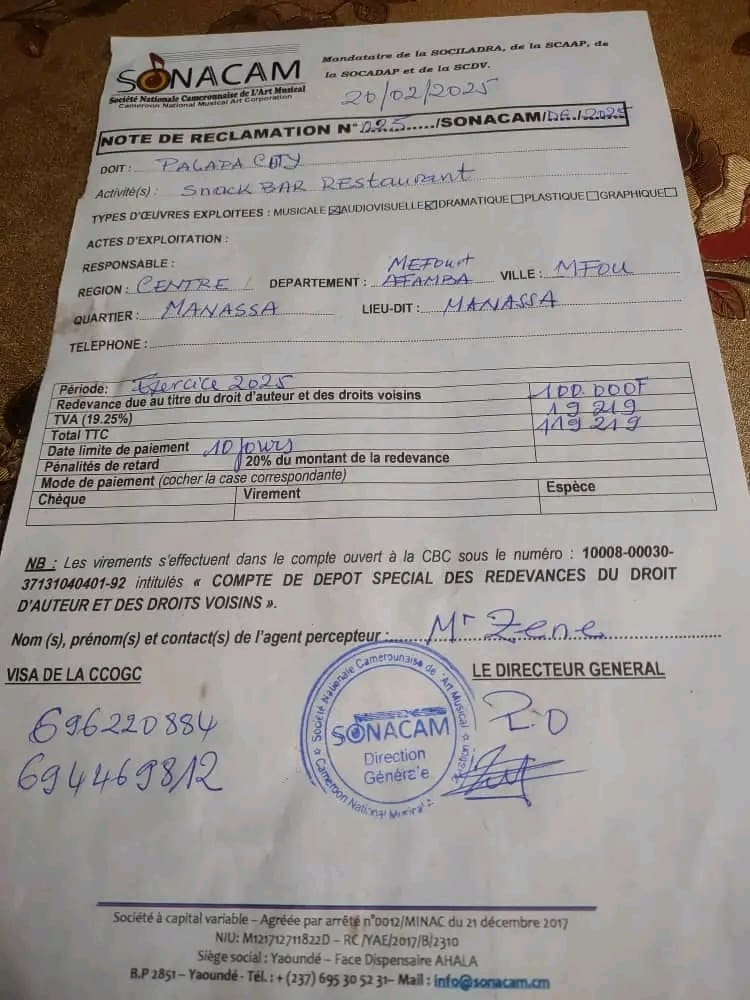 SONACAM
Société Nationale Camerounaise de L'Art Musical
Cameroon National Musical Art Corporation
Mandataire de la SOCILADRA, de la SCAAP, de
la SOCADAP et de la SCDV.
20/02/2025
NOTE DE RECLAMATION N° 025/SONACAM/DG/2025
DOIT : PALAPA CITY
Activité(s) : Snack BAR REstaurant
TYPES D'ŒUVRES EXPLOITEES : MUSICALE ☒ AUDIOVISUELLE ☒ DRAMATIQUE ☐ PLASTIQUE ☐ GRAPHIQUE ☐
ACTES D'EXPLOITATION :
RESPONSABLE :
REGION : CENTRE DEPARTEMENT : MEFOU et AFAMBA VILLE : MFOU
QUARTIER : MANASSA LIEU-DIT : MANASSA
TELEPHONE :
Période: Exercice 2025
Redevance due au titre du droit d'auteur et des droits voisins 100.000F
TVA (19.25%) 19 219
Total TTC 119 219
Date limite de paiement 10 jours
Pénalités de retard 20% du montant de la redevance
Mode de paiement (cocher la case correspondante)
Chèque Virement Espèce
NB : Les virements s'effectuent dans le compte ouvert à la CBC sous le numéro : 10008-00030-
37131040401-92 intitulés « COMPTE DE DEPOT SPECIAL DES REDEVANCES DU DROIT
D'AUTEUR ET DES DROITS VOISINS ».
Nom (s), prénom(s) et contact(s) de l'agent percepteur : Mr Zene
VISA DE LA CCOGC LE DIRECTEUR GENERAL
696220884
694469812
Société Nationale Camerounaise de l'Art Musical
SONACAM
Direction
Générale
Cameroon National Musical
P.O
Société à capital variable – Agréée par arrêté n°0012/MINAC du 21 décembre 2017
NIU: M121712711822D – RC /YAE/2017/B/2310
Siège social : Yaoundé – Face Dispensaire AHALA
B.P 2851 – Yaoundé - Tél. : + (237) 695 30 52 31– Mail : info@sonacam.cm